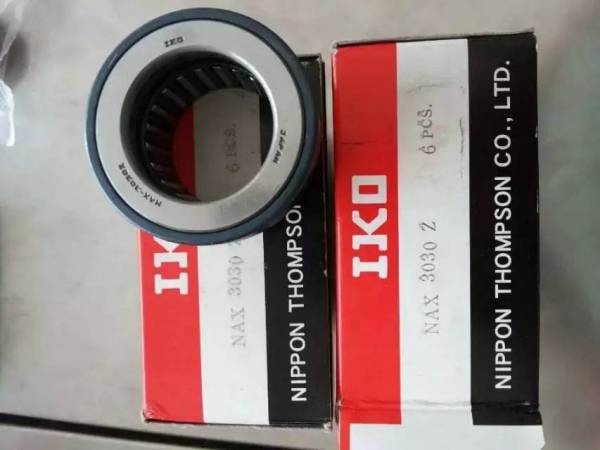 IKO
JAPAN
NAX-3030Z
6 PCS.
IKO
NAX 3030 Z
NIPPON THOMPSON
6 PCS.
IKO
NAX 3030 Z
NIPPON THOMPSON CO., LTD.